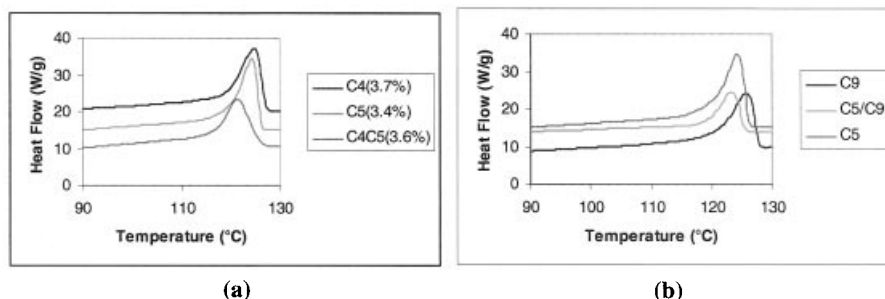 40
30
20
10
0
90 110 130
Heat Flow (W/g)
Temperature (°C)
C4(3.7%)
C5(3.4%)
C4C5(3.6%)
(a)
40
30
20
10
0
90 100 110 120 130
Heat Flow (W/g)
Temperature (°C)
C9
C5/C9
C5
(b)